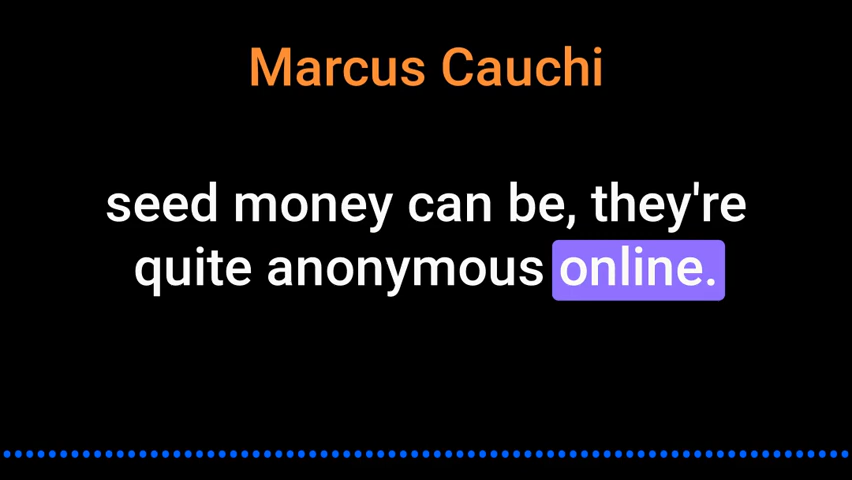 Marcus Cauchi
seed money can be, they're
quite anonymous online.